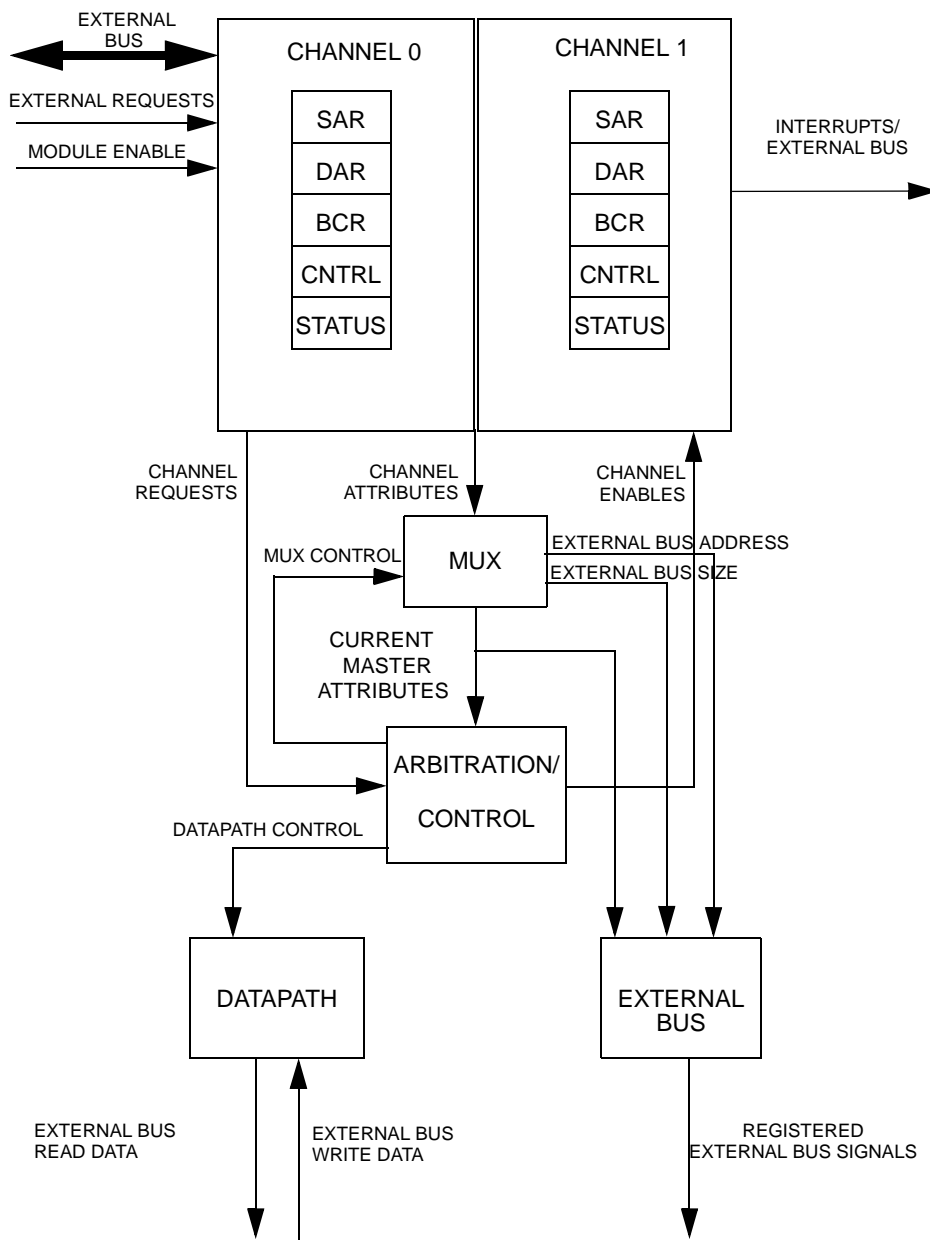 EXTERNAL
BUS
EXTERNAL REQUESTS
MODULE ENABLE
CHANNEL 0
SAR
DAR
BCR
CNTRL
STATUS
CHANNEL 1
SAR
DAR
BCR
CNTRL
STATUS
INTERRUPTS/
EXTERNAL BUS
CHANNEL
REQUESTS
CHANNEL
ATTRIBUTES
CHANNEL
ENABLES
MUX CONTROL
MUX
EXTERNAL BUS ADDRESS
EXTERNAL BUS SIZE
CURRENT
MASTER
ATTRIBUTES
ARBITRATION/
CONTROL
DATAPATH CONTROL
DATAPATH
EXTERNAL
BUS
EXTERNAL BUS
READ DATA
EXTERNAL BUS
WRITE DATA
REGISTERED
EXTERNAL BUS SIGNALS